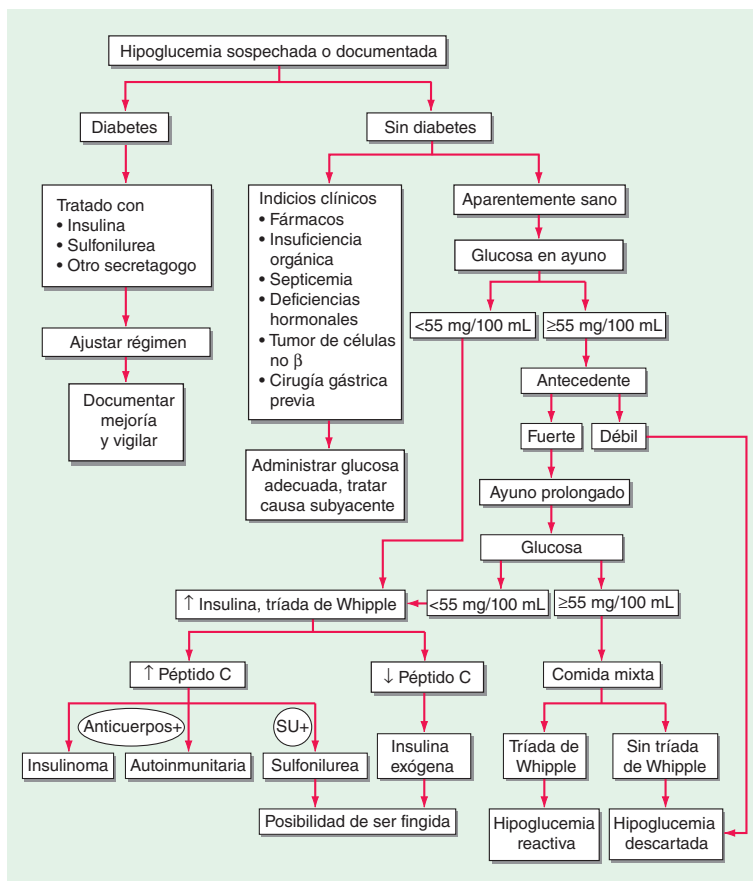 Hipoglucemia sospechada o documentada
Diabetes
Sin diabetes
Tratado con
• Insulina
• Sulfonilurea
• Otro secretagogo
Ajustar régimen
Documentar
mejoría
y vigilar
Indicios clínicos
• Fármacos
• Insuficiencia
orgánica
• Septicemia
• Deficiencias
hormonales
• Tumor de células
no β
• Cirugía gástrica
previa
Administrar glucosa
adecuada, tratar
causa subyacente
Aparentemente sano
Glucosa en ayuno
<55 mg/100 mL
≥55 mg/100 mL
Antecedente
Fuerte
Débil
Ayuno prolongado
Glucosa
<55 mg/100 mL
≥55 mg/100 mL
↑ Insulina, tríada de Whipple
↑ Péptido C
↓ Péptido C
Anticuerpos+
SU+
Insulinoma
Autoinmunitaria
Sulfonilurea
Insulina
exógena
Posibilidad de ser fingida
Comida mixta
Tríada de
Whipple
Sin tríada
de Whipple
Hipoglucemia
reactiva
Hipoglucemia
descartada